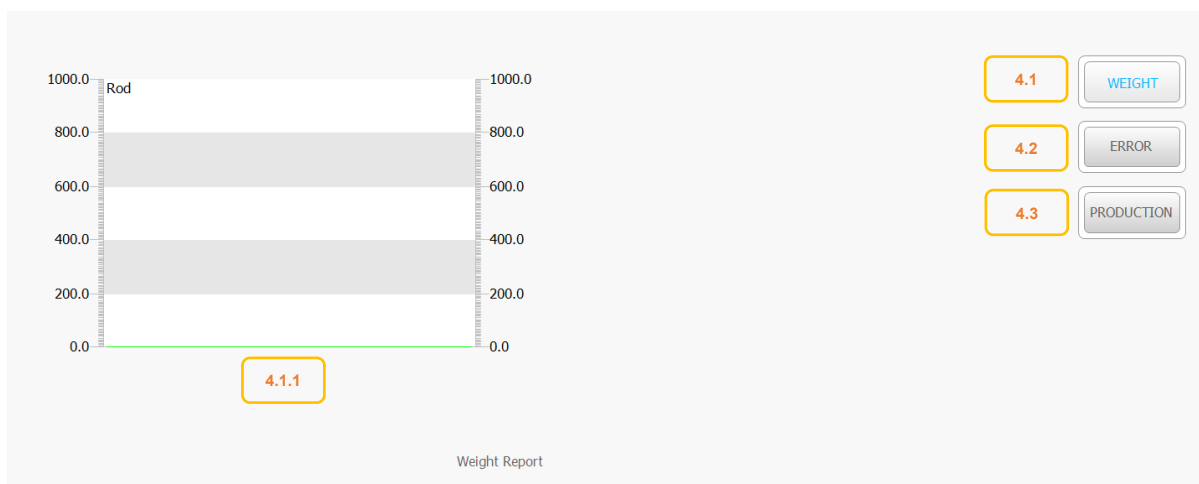 1000.0 1000.0
Rod
800.0 800.0
600.0 600.0
400.0 400.0
200.0 200.0
0.0 0.0
4.1.1
Weight Report
4.1 WEIGHT
4.2 ERROR
4.3 PRODUCTION